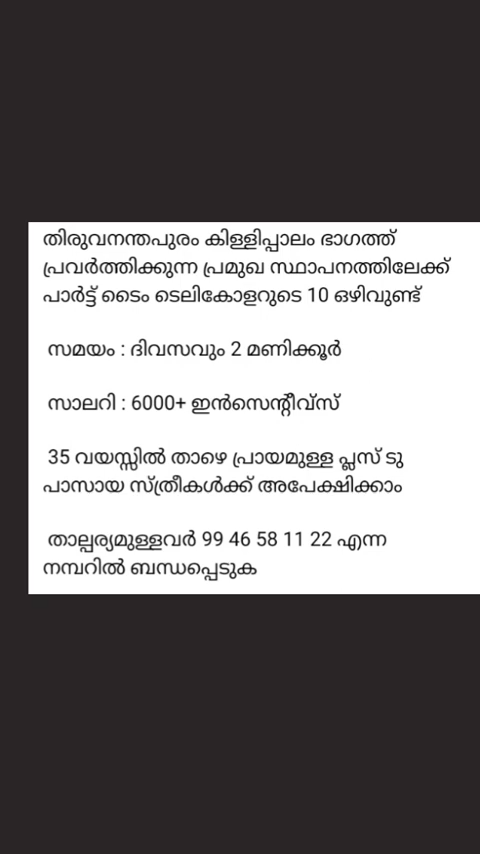 തിരുവനന്തപുരം കിള്ളിപ്പാലം ഭാഗത്ത്
പ്രവർത്തിക്കുന്ന പ്രമുഖ സ്ഥാപനത്തിലേക്ക്
പാർട്ട് ടൈം ടെലികോളറുടെ 10 ഒഴിവുണ്ട്
സമയം : ദിവസവും 2 മണിക്കൂർ
സാലറി : 6000+ ഇൻസെന്റീവ്സ്
35 വയസ്സിൽ താഴെ പ്രായമുള്ള പ്ലസ് ടു
പാസായ സ്ത്രീകൾക്ക് അപേക്ഷിക്കാം
താല്പര്യമുള്ളവർ 99 46 58 11 22 എന്ന
നമ്പറിൽ ബന്ധപ്പെടുക